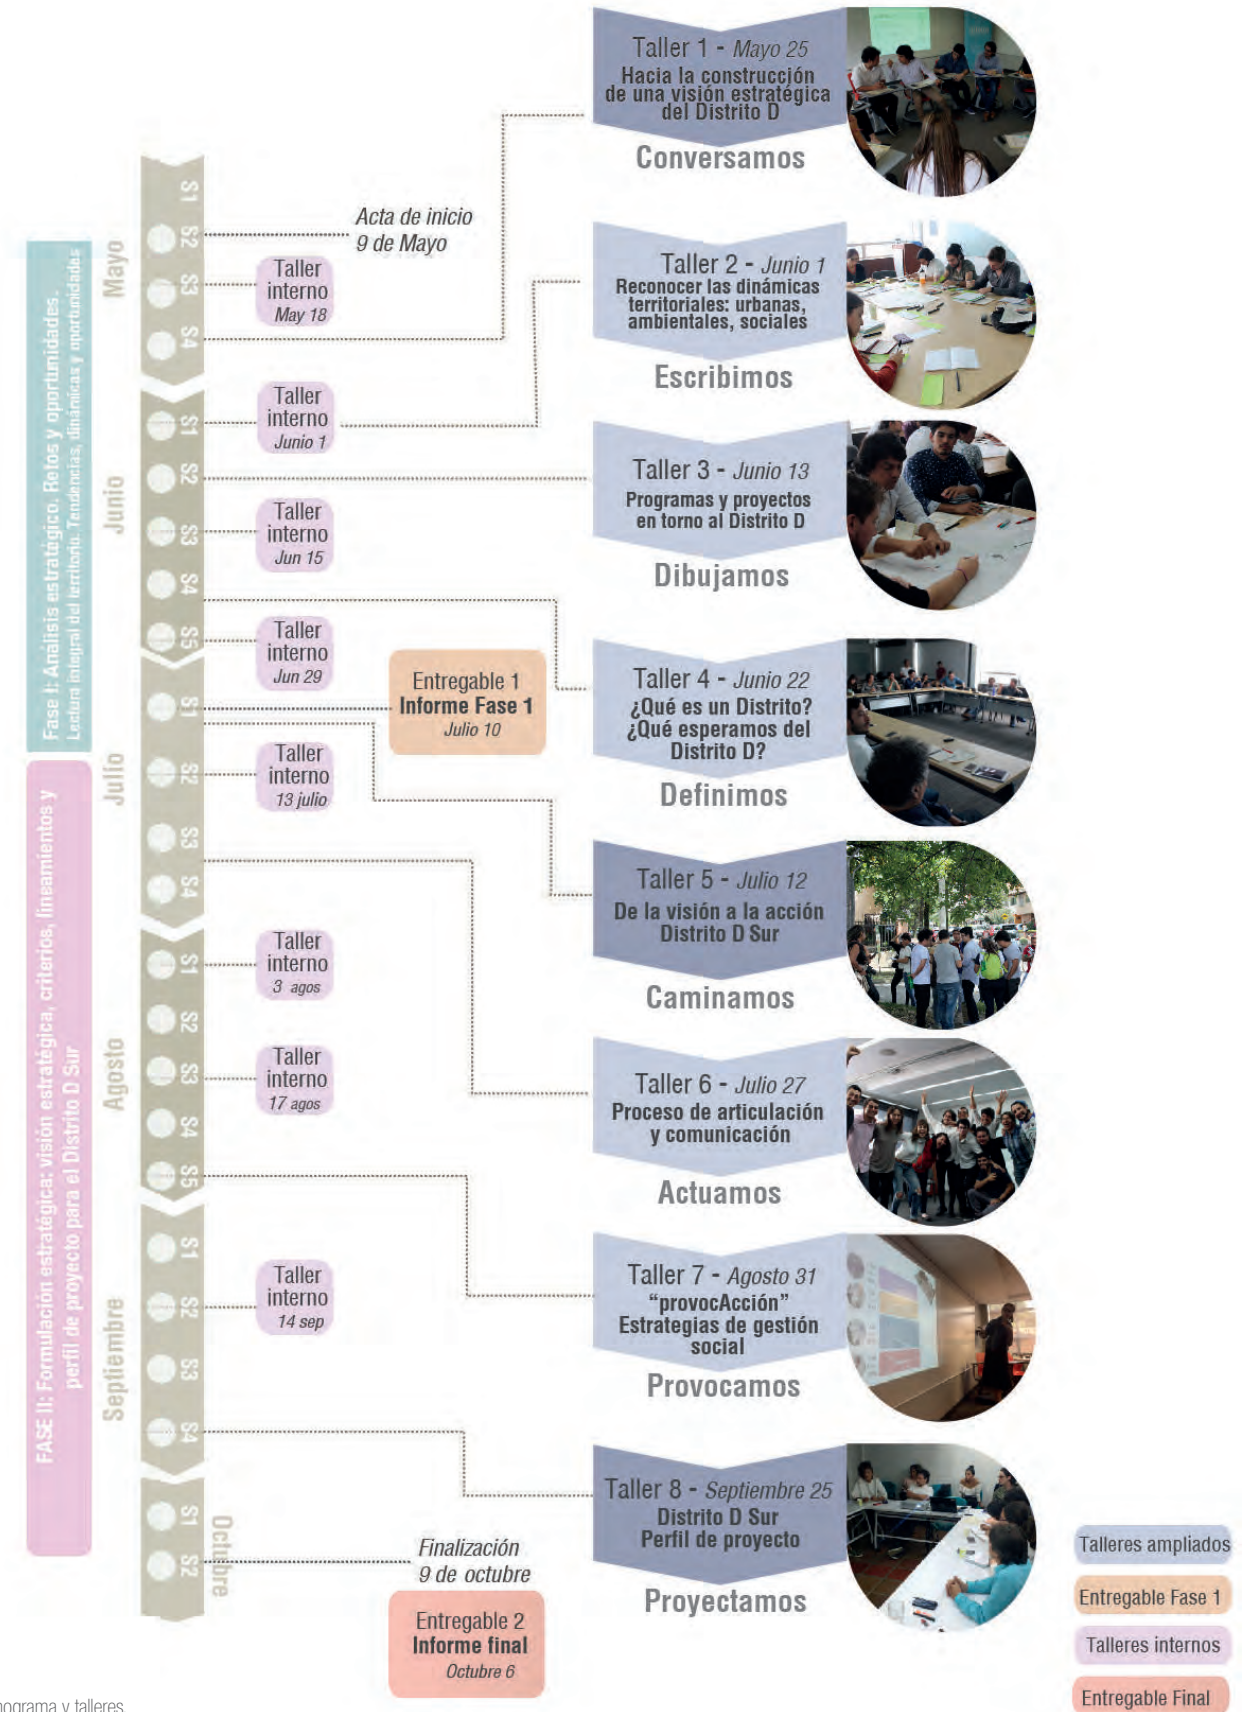 Taller 1 - Mayo 25
Hacia la construcción
de una visión estratégica
del Distrito D
Conversamos
Fase I: Análisis estratégico. Retos y oportunidades.
Lectura integral del territorio. Tendencias, dinámicas y oportunidades
Mayo
S1
S2
S3
S4
Acta de inicio
9 de Mayo
Taller
interno
May 18
Taller 2 - Junio 1
Reconocer las dinámicas
territoriales: urbanas,
ambientales, sociales
Escribimos
Junio
S1
S2
S3
S4
S5
Taller
interno
Junio 1
Taller
interno
Jun 15
Taller
interno
Jun 29
Taller 3 - Junio 13
Programas y proyectos
en torno al Distrito D
Dibujamos
Entregable 1
Informe Fase 1
Julio 10
Taller 4 - Junio 22
¿Qué es un Distrito?
¿Qué esperamos del
Distrito D?
Definimos
FASE II: Formulación estratégica: visión estratégica, criterios, lineamientos y
perfil de proyecto para el Distrito D Sur
Julio
S1
S2
S3
S4
Taller
interno
13 julio
Taller 5 - Julio 12
De la visión a la acción
Distrito D Sur
Caminamos
Agosto
S1
S2
S3
S4
S5
Taller
interno
3 agos
Taller
interno
17 agos
Taller 6 - Julio 27
Proceso de articulación
y comunicación
Actuamos
Septiembre
S1
S2
S3
S4
Taller
interno
14 sep
Taller 7 - Agosto 31
“provocAcción”
Estrategias de gestión
social
Provocamos
Taller 8 - Septiembre 25
Distrito D Sur
Perfil de proyecto
Proyectamos
Octubre
S1
S2
Finalización
9 de octubre
Entregable 2
Informe final
Octubre 6
Talleres ampliados
Entregable Fase 1
Talleres internos
Entregable Final
y talleres